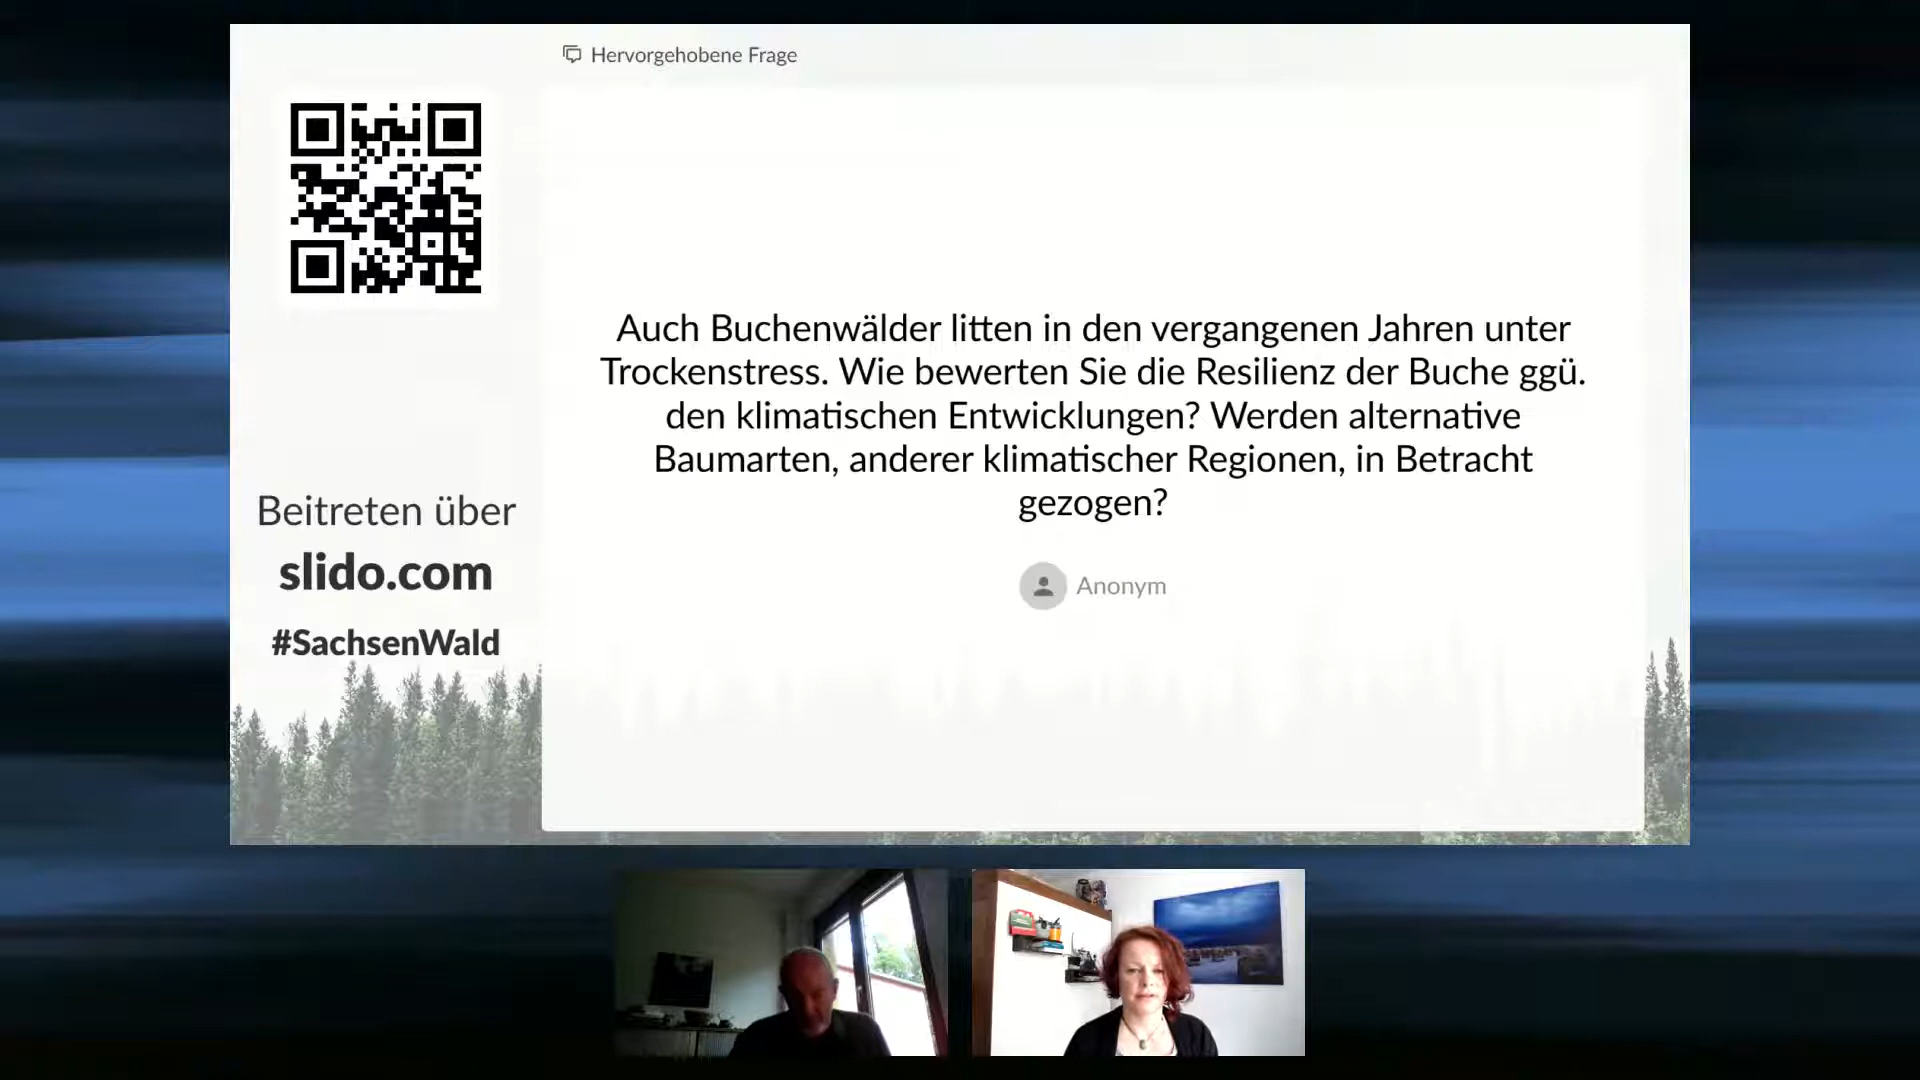 Hervorgehobene Frage
Auch Buchenwälder litten in den vergangenen Jahren unter
Trockenstress. Wie bewerten Sie die Resilienz der Buche ggü.
den klimatischen Entwicklungen? Werden alternative
Baumarten, anderer klimatischer Regionen, in Betracht
gezogen?
Anonym
Beitreten über
slido.com
#SachsenWald